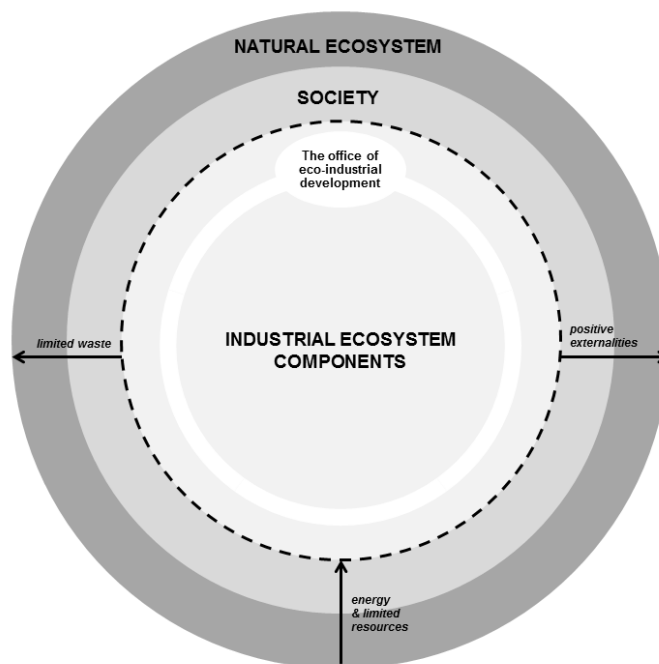 NATURAL ECOSYSTEM
SOCIETY
The office of
eco-industrial
development
INDUSTRIAL ECOSYSTEM
COMPONENTS
limited waste
positive
externalities
energy
& limited
resources